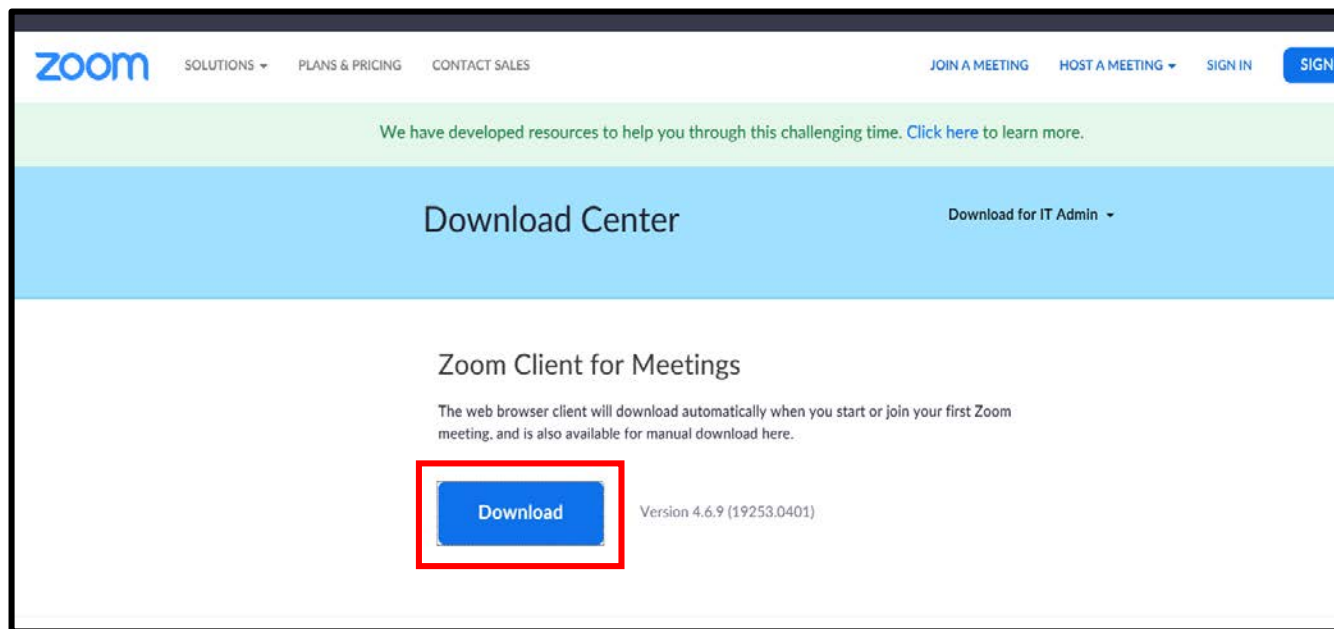 zoom SOLUTIONS PLANS & PRICING CONTACT SALES JOIN A MEETING HOST A MEETING SIGN IN SIGN
We have developed resources to help you through this challenging time. Click here to learn more.
Download Center Download for IT Admin
Zoom Client for Meetings
The web browser client will download automatically when you start or join your first Zoom
meeting, and is also available for manual download here.
Download Version 4.6.9 (19253.0401)